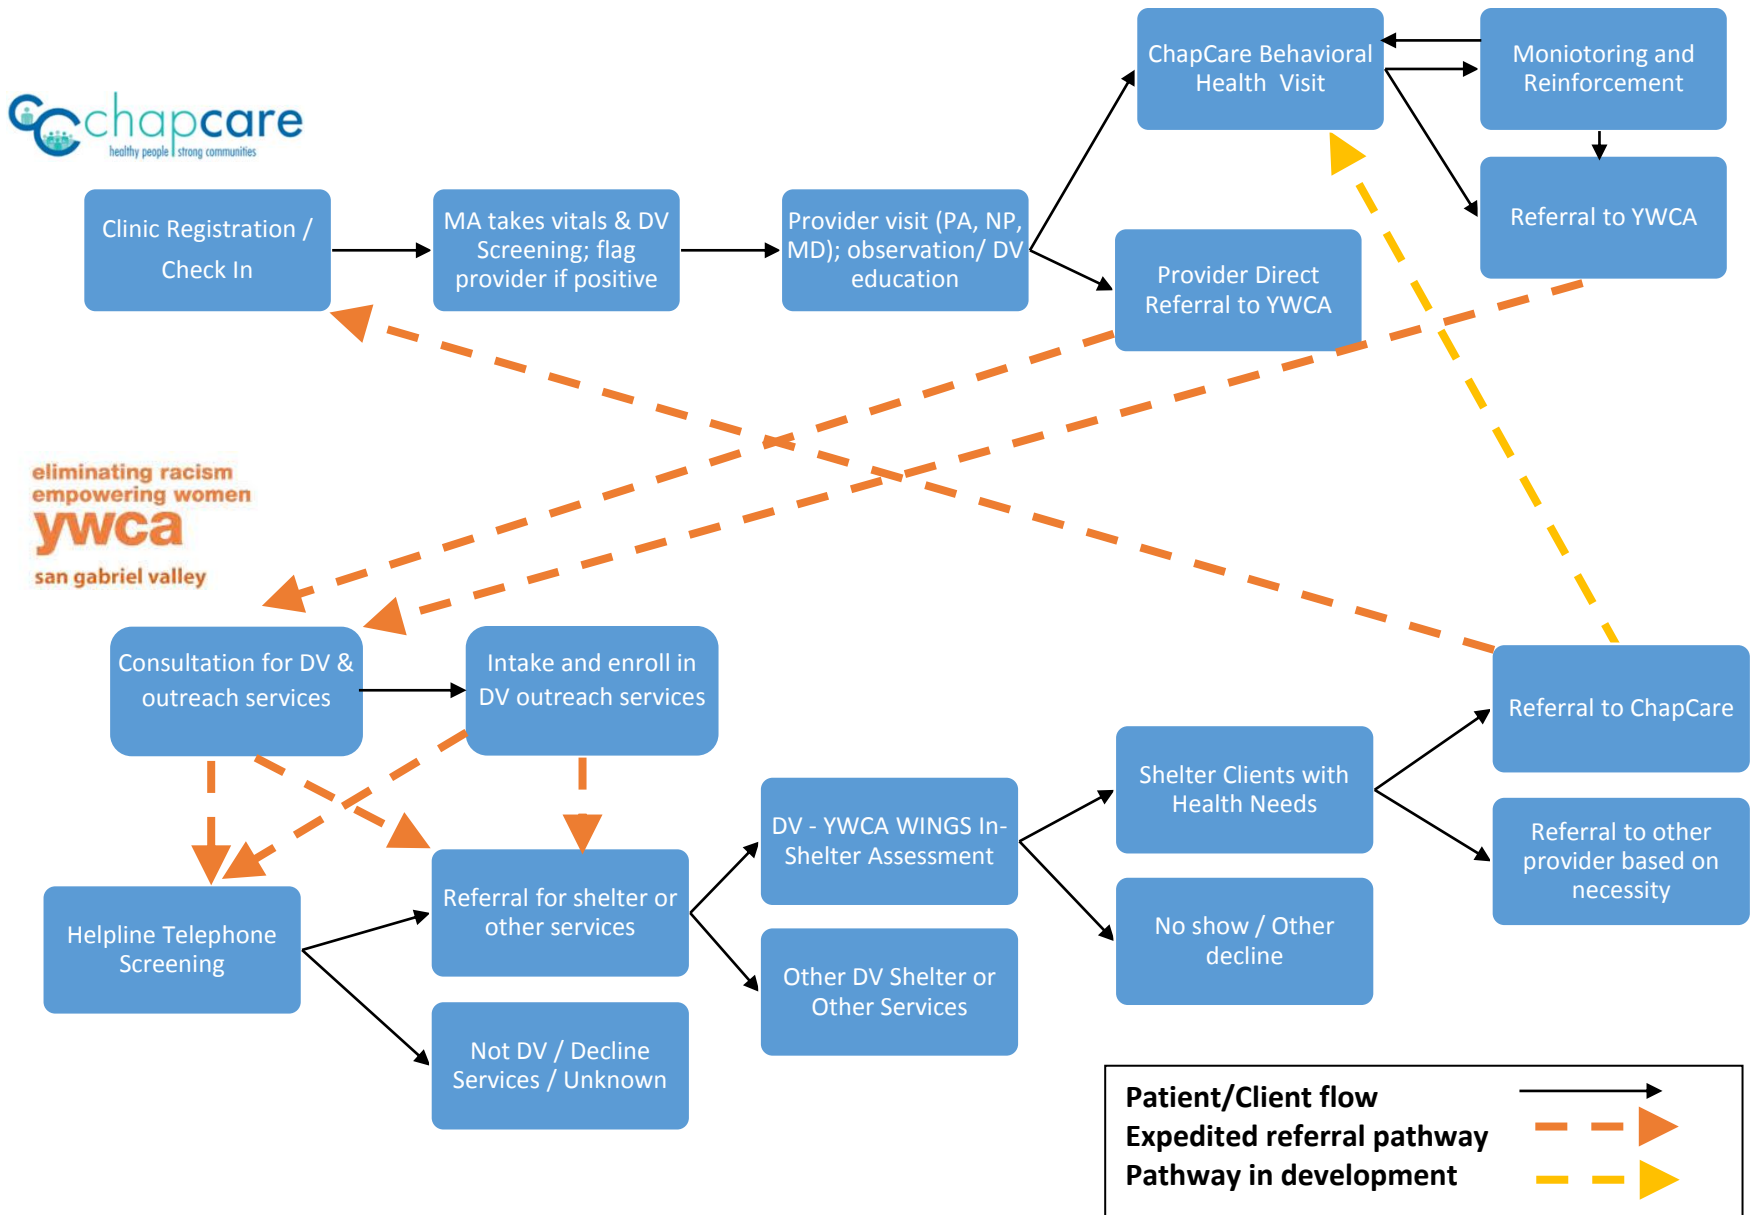 chapcare
healthy people | strong communities
Clinic Registration /
Check In
MA takes vitals & DV
Screening; flag
provider if positive
Provider visit (PA, NP,
MD); observation/ DV
education
ChapCare Behavioral
Health Visit
Moniotoring and
Reinforcement
Referral to YWCA
Provider Direct
Referral to YWCA
eliminating racism
empowering women
ywca
san gabriel valley
Consultation for DV &
outreach services
Intake and enroll in
DV outreach services
Helpline Telephone
Screening
Referral for shelter or
other services
Not DV / Decline
Services / Unknown
DV - YWCA WINGS In-
Shelter Assessment
Other DV Shelter or
Other Services
Shelter Clients with
Health Needs
No show / Other
decline
Referral to ChapCare
Referral to other
provider based on
necessity
Patient/Client flow
Expedited referral pathway
Pathway in development